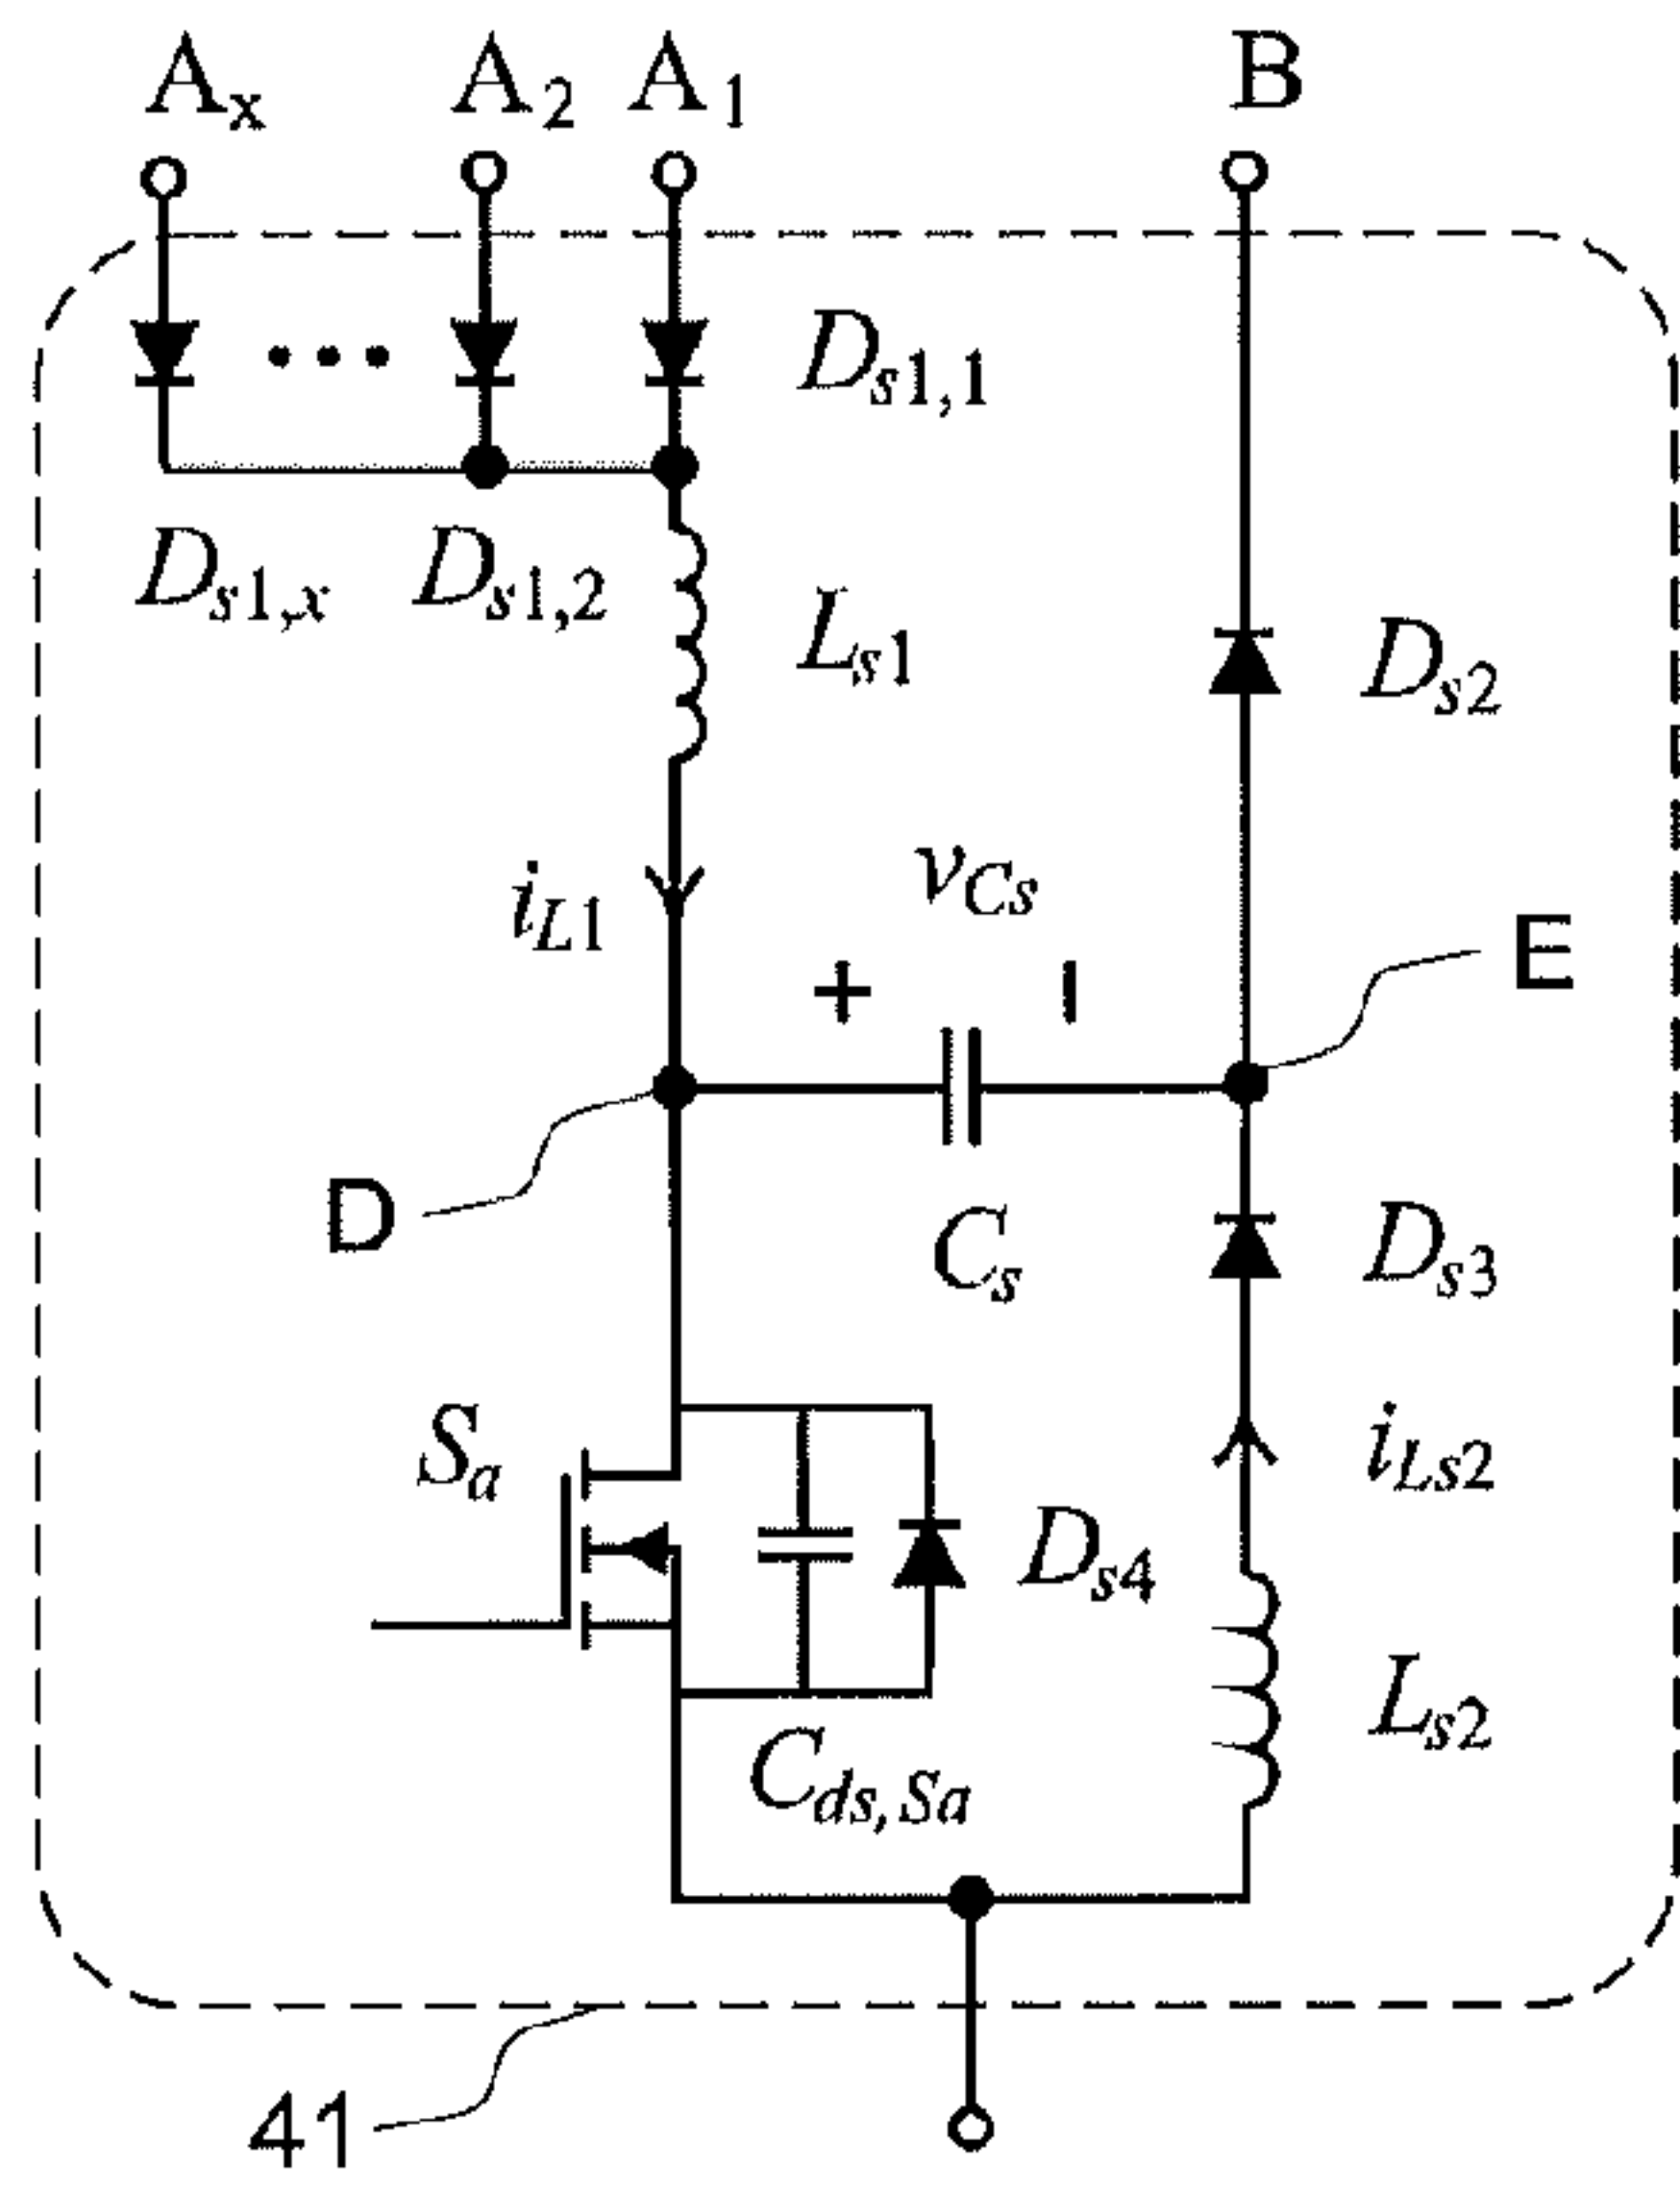 Ax A2 A1 B
Ds1,1
Ds1,x Ds1,2
Ls1
Ds2
iL1
vCs
+ -
E
D
Cs
Ds3
Sa
iLs2
Ds4
Ls2
Cds,Sa
41